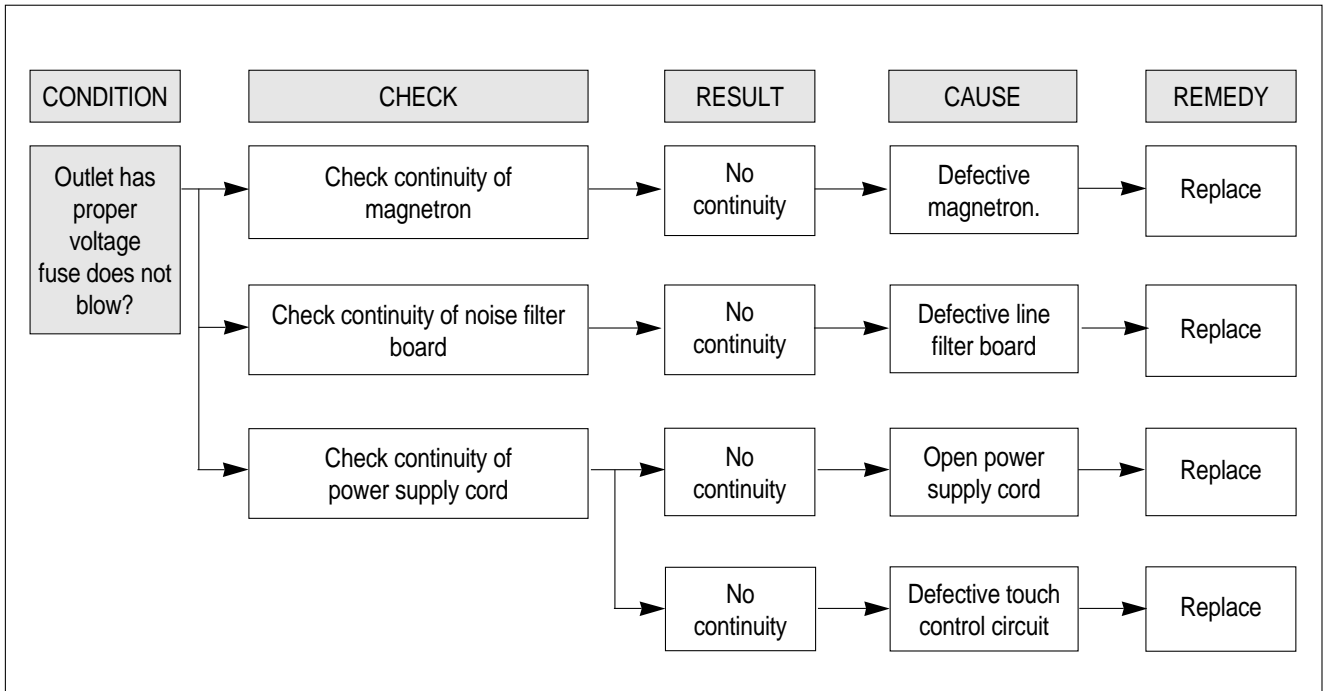 CONDITION
CHECK
RESULT
CAUSE
REMEDY
Outlet has
proper
voltage
fuse does not
blow?
Check continuity of
magnetron
No
continuity
Defective
magnetron.
Replace
Check continuity of noise filter
board
No
continuity
Defective line
filter board
Replace
Check continuity of
power supply cord
No
continuity
Open power
supply cord
Replace
No
continuity
Defective touch
control circuit
Replace